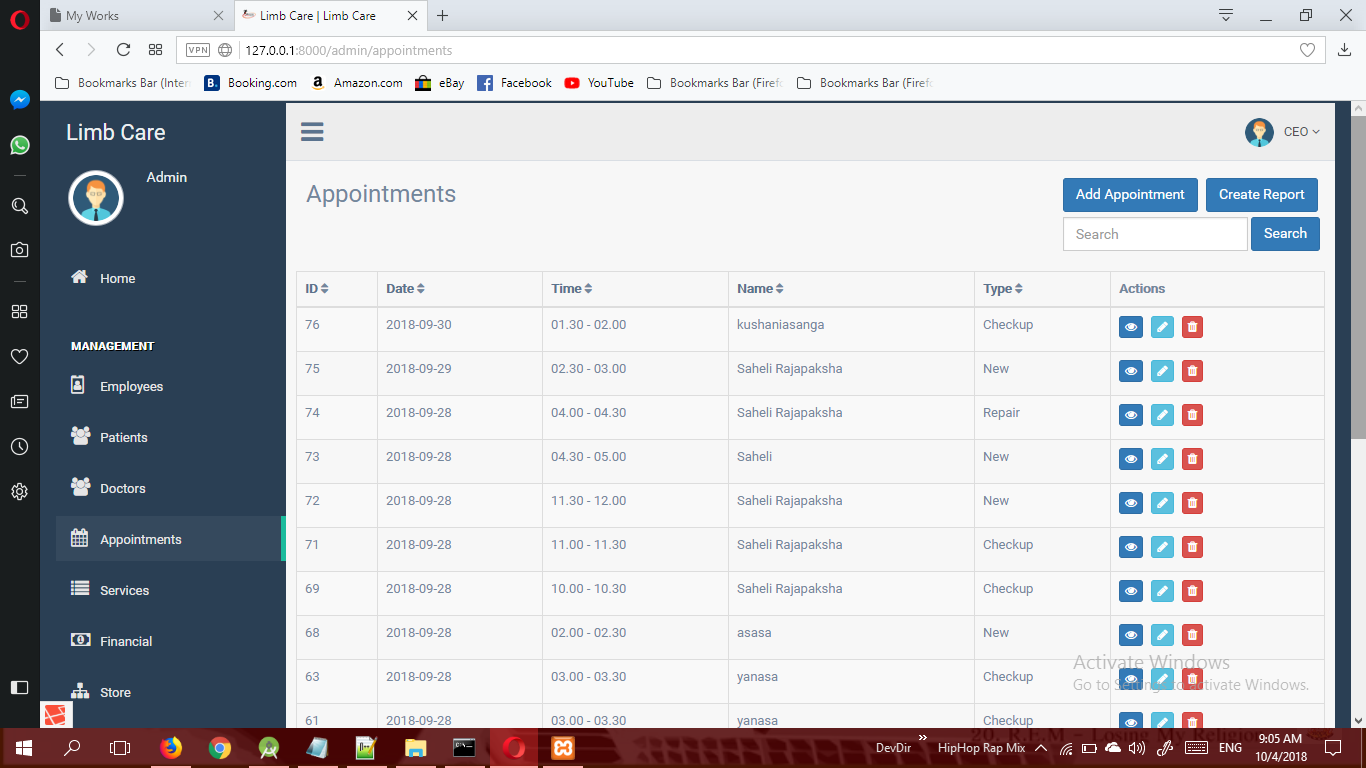 My Works
Limb Care | Limb Care
VPN
127.0.0.1:8000/admin/appointments
Bookmarks Bar (Inter
B. Booking.com
a Amazon.com
eBay
Facebook
YouTube
Bookmarks Bar (Firefo
Bookmarks Bar (Firefo
Limb Care
Admin
Home
MANAGEMENT
Employees
Patients
Doctors
Appointments
Services
Financial
Store
CEO
Appointments
Add Appointment
Create Report
Search
Search
ID Date Time Name Type Actions
76 2018-09-30 01.30 - 02.00 kushaniasanga Checkup
75 2018-09-29 02.30 - 03.00 Saheli Rajapaksha New
74 2018-09-28 04.00 - 04.30 Saheli Rajapaksha Repair
73 2018-09-28 04.30 - 05.00 Saheli New
72 2018-09-28 11.30 - 12.00 Saheli Rajapaksha New
71 2018-09-28 11.00 - 11.30 Saheli Rajapaksha Checkup
69 2018-09-28 10.00 - 10.30 Saheli Rajapaksha Checkup
68 2018-09-28 02.00 - 02.30 asasa New
63 2018-09-28 03.00 - 03.30 yanasa Checkup
61 2018-09-28 03.00 - 03.30 yanasa Checkup
Activate Windows
Go to Settings to activate Windows.
20. R.E.M - Losing My Religion
DevDir
HipHop Rap Mix
ENG
9:05 AM
10/4/2018